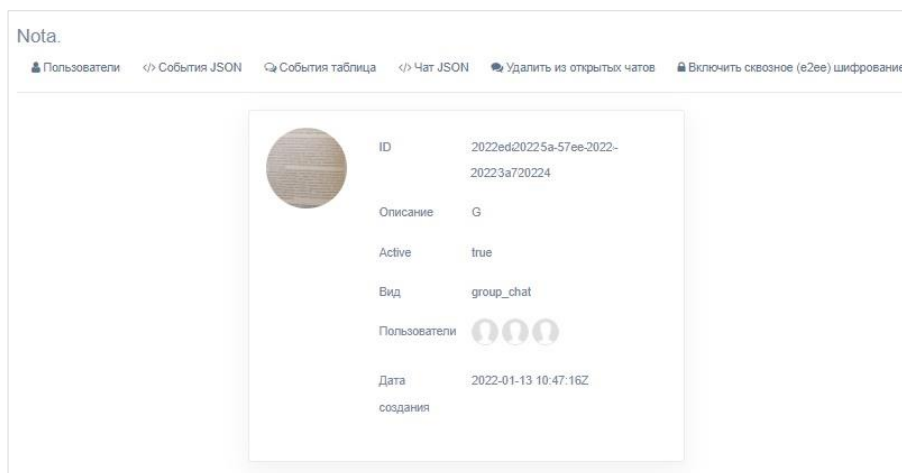 Nota.
Пользователи </> События JSON События таблица </> Чат JSON Удалить из открытых чатов Включить сквозное (e2ee) шифрование
ID 2022edc20225a-57ee-2022-
20223a720224
Описание G
Active true
Вид group_chat
Пользователи
Дата 2022-01-13 10:47:16Z
создания